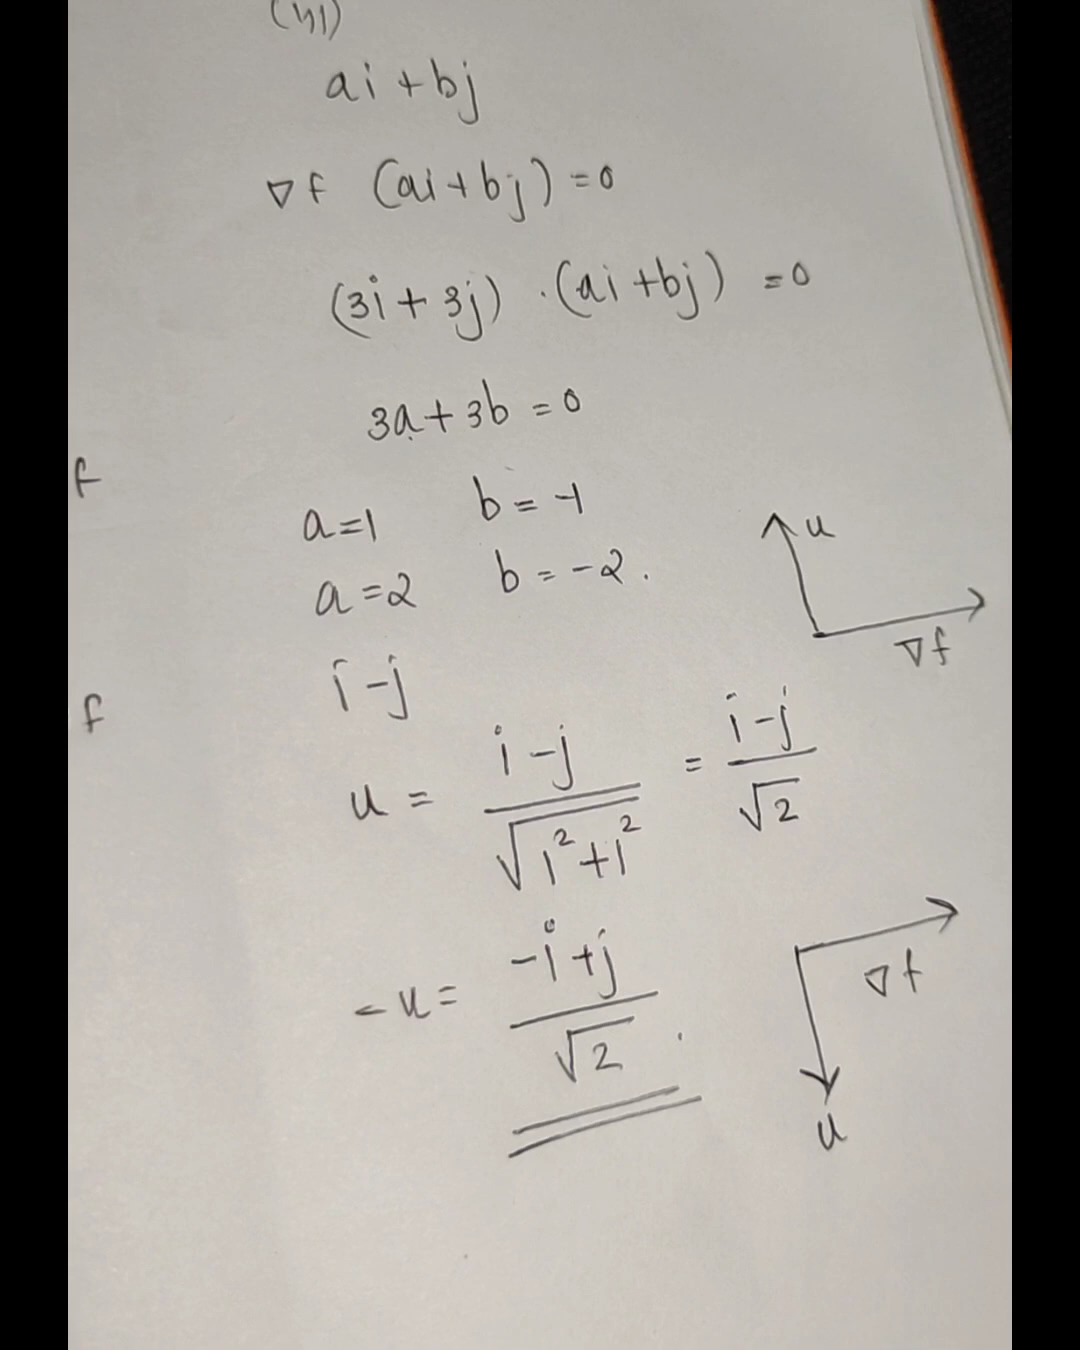 ai + bj
∇f (ai + bj) = 0
(3i + 3j) · (ai + bj) = 0
3a + 3b = 0
f
a = 1 b = -1
a = 2 b = -2.
u
∇f
i - j
f
u = i - j / √1² + 1² = i - j / √2
-u = -i + j / √2 .
∇f
u